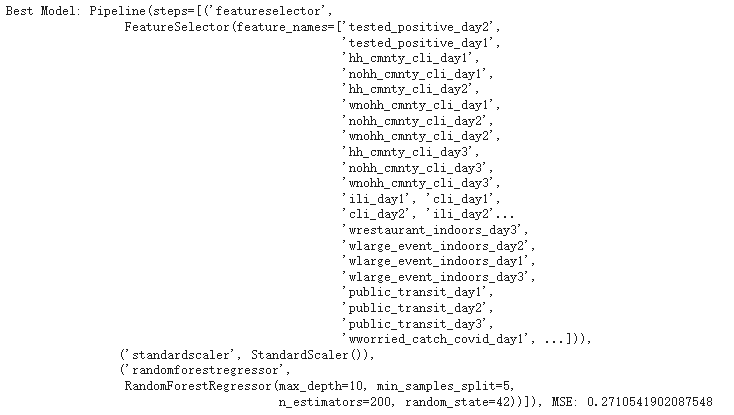 Best Model: Pipeline(steps=[('featureselector',
FeatureSelector(feature_names=['tested_positive_day2',
'tested_positive_day1',
'hh_cmnty_cli_day1',
'nohh_cmnty_cli_day1',
'hh_cmnty_cli_day2',
'wnohh_cmnty_cli_day1',
'nohh_cmnty_cli_day2',
'wnohh_cmnty_cli_day2',
'hh_cmnty_cli_day3',
'nohh_cmnty_cli_day3',
'wnohh_cmnty_cli_day3',
'ili_day1', 'cli_day1',
'cli_day2', 'ili_day2'...
'wrestaurant_indoors_day3',
'wlarge_event_indoors_day2',
'wlarge_event_indoors_day1',
'wlarge_event_indoors_day3',
'public_transit_day1',
'public_transit_day2',
'public_transit_day3',
'wworried_catch_covid_day1', ...])),
('standardscaler', StandardScaler()),
('randomforestregressor',
RandomForestRegressor(max_depth=10, min_samples_split=5,
n_estimators=200, random_state=42))]), MSE: 0.2710541902087548